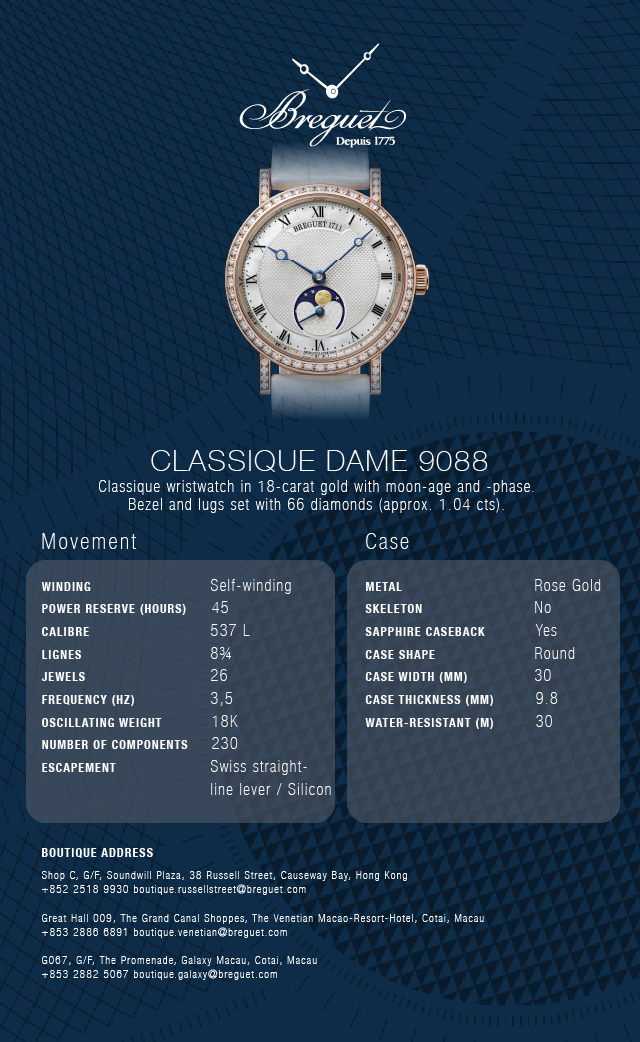 Breguet
Depuis 1775
XII
BREGUET 1711
CLASSIQUE DAME 9088
Classique wristwatch in 18-carat gold with moon-age and -phase.
Bezel and lugs set with 66 diamonds (approx. 1.04 cts).
Movement
WINDING Self-winding
POWER RESERVE (HOURS) 45
CALIBRE 537 L
LIGNES 8¾
JEWELS 26
FREQUENCY (HZ) 3,5
OSCILLATING WEIGHT 18K
NUMBER OF COMPONENTS 230
ESCAPEMENT Swiss straight-
line lever / Silicon
Case
METAL Rose Gold
SKELETON No
SAPPHIRE CASEBACK Yes
CASE SHAPE Round
CASE WIDTH (MM) 30
CASE THICKNESS (MM) 9.8
WATER-RESISTANT (M) 30
BOUTIQUE ADDRESS
Shop C, G/F, Soundwill Plaza, 38 Russell Street, Causeway Bay, Hong Kong
+852 2518 9930 boutique.russellstreet@breguet.com
Great Hall 009, The Grand Canal Shoppes, The Venetian Macao-Resort-Hotel, Cotai, Macau
+853 2886 6891 boutique.venetian@breguet.com
G067, G/F, The Promenade, Galaxy Macau, Cotai, Macau
+853 2882 5067 boutique.galaxy@breguet.com